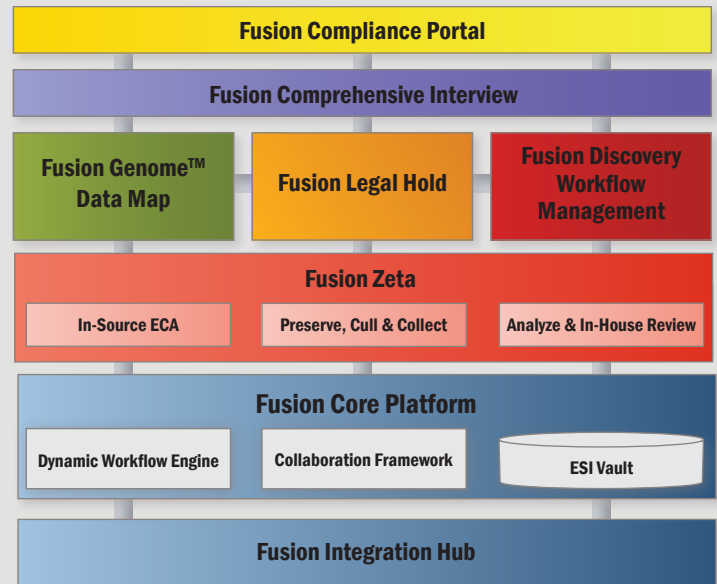 Fusion Compliance Portal
Fusion Comprehensive Interview
Fusion Genome™
Data Map
Fusion Legal Hold
Fusion Discovery
Workflow
Management
Fusion Zeta
In-Source ECA
Preserve, Cull & Collect
Analyze & In-House Review
Fusion Core Platform
Dynamic Workflow Engine
Collaboration Framework
ESI Vault
Fusion Integration Hub